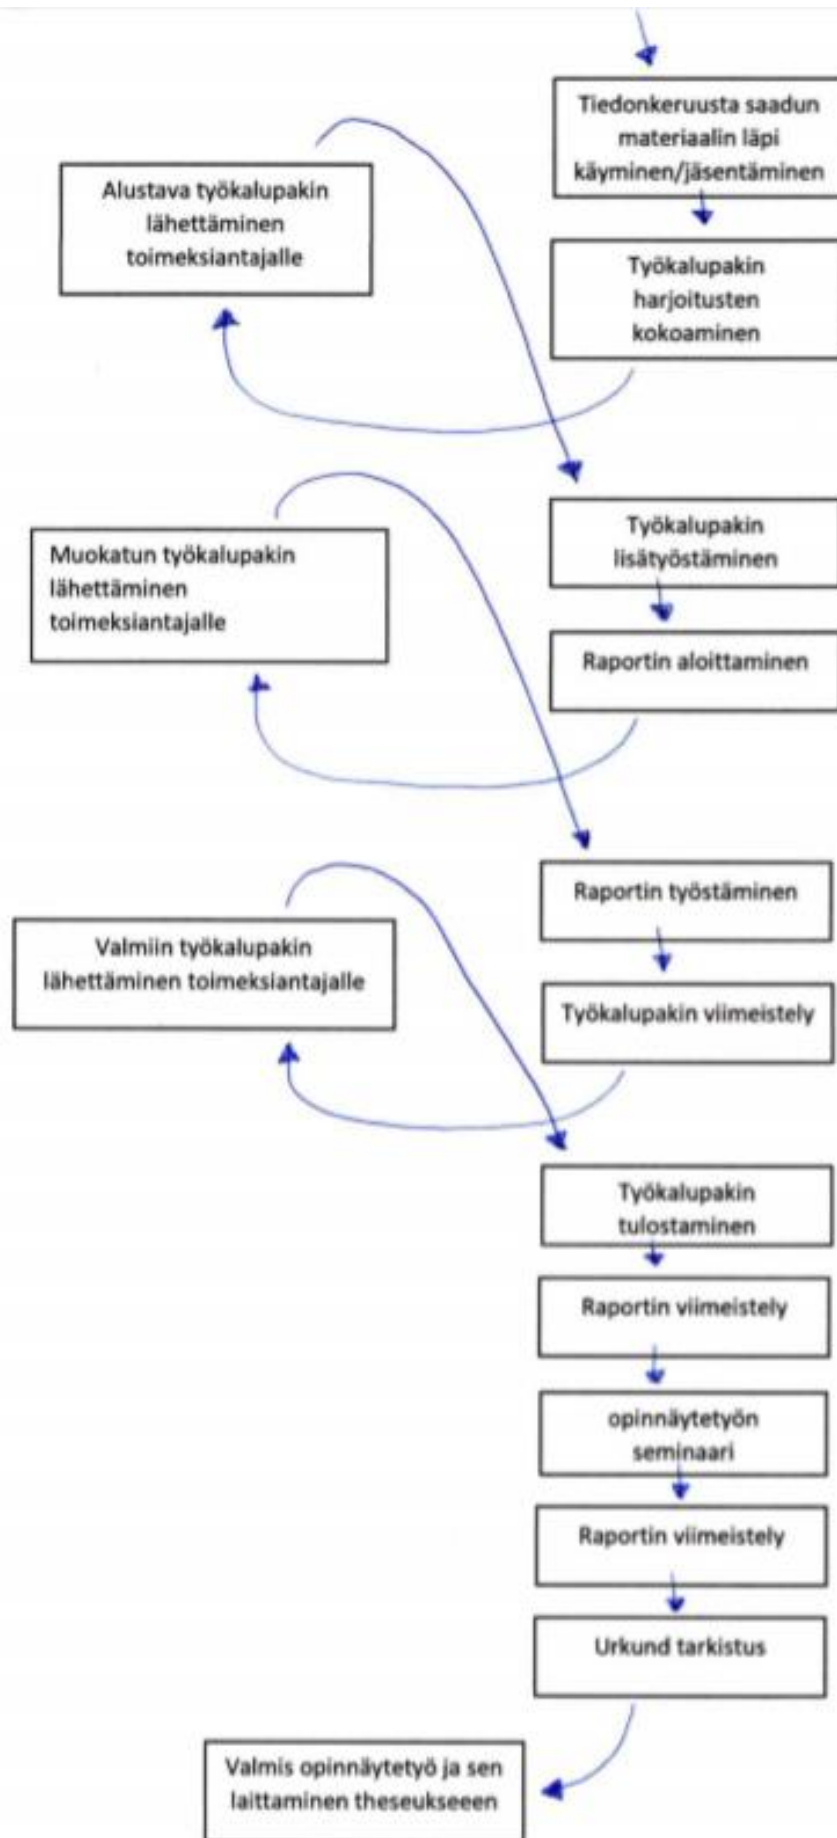 Tiedonkeruusta saadun
materiaalin läpi
käyminen/jäsentäminen
Työkalupakin
harjoitusten
kokoaminen
Alustava työkalupakin
lähettäminen
toimeksiantajalle
Työkalupakin
lisätyöstäminen
Raportin aloittaminen
Muokatun työkalupakin
lähettäminen
toimeksiantajalle
Raportin työstäminen
Työkalupakin viimeistely
Valmiin työkalupakin
lähettäminen toimeksiantajalle
Työkalupakin
tulostaminen
Raportin viimeistely
opinnäytetyön
seminaari
Raportin viimeistely
Urkund tarkistus
Valmis opinnäytetyö ja sen
laittaminen theseukseeen